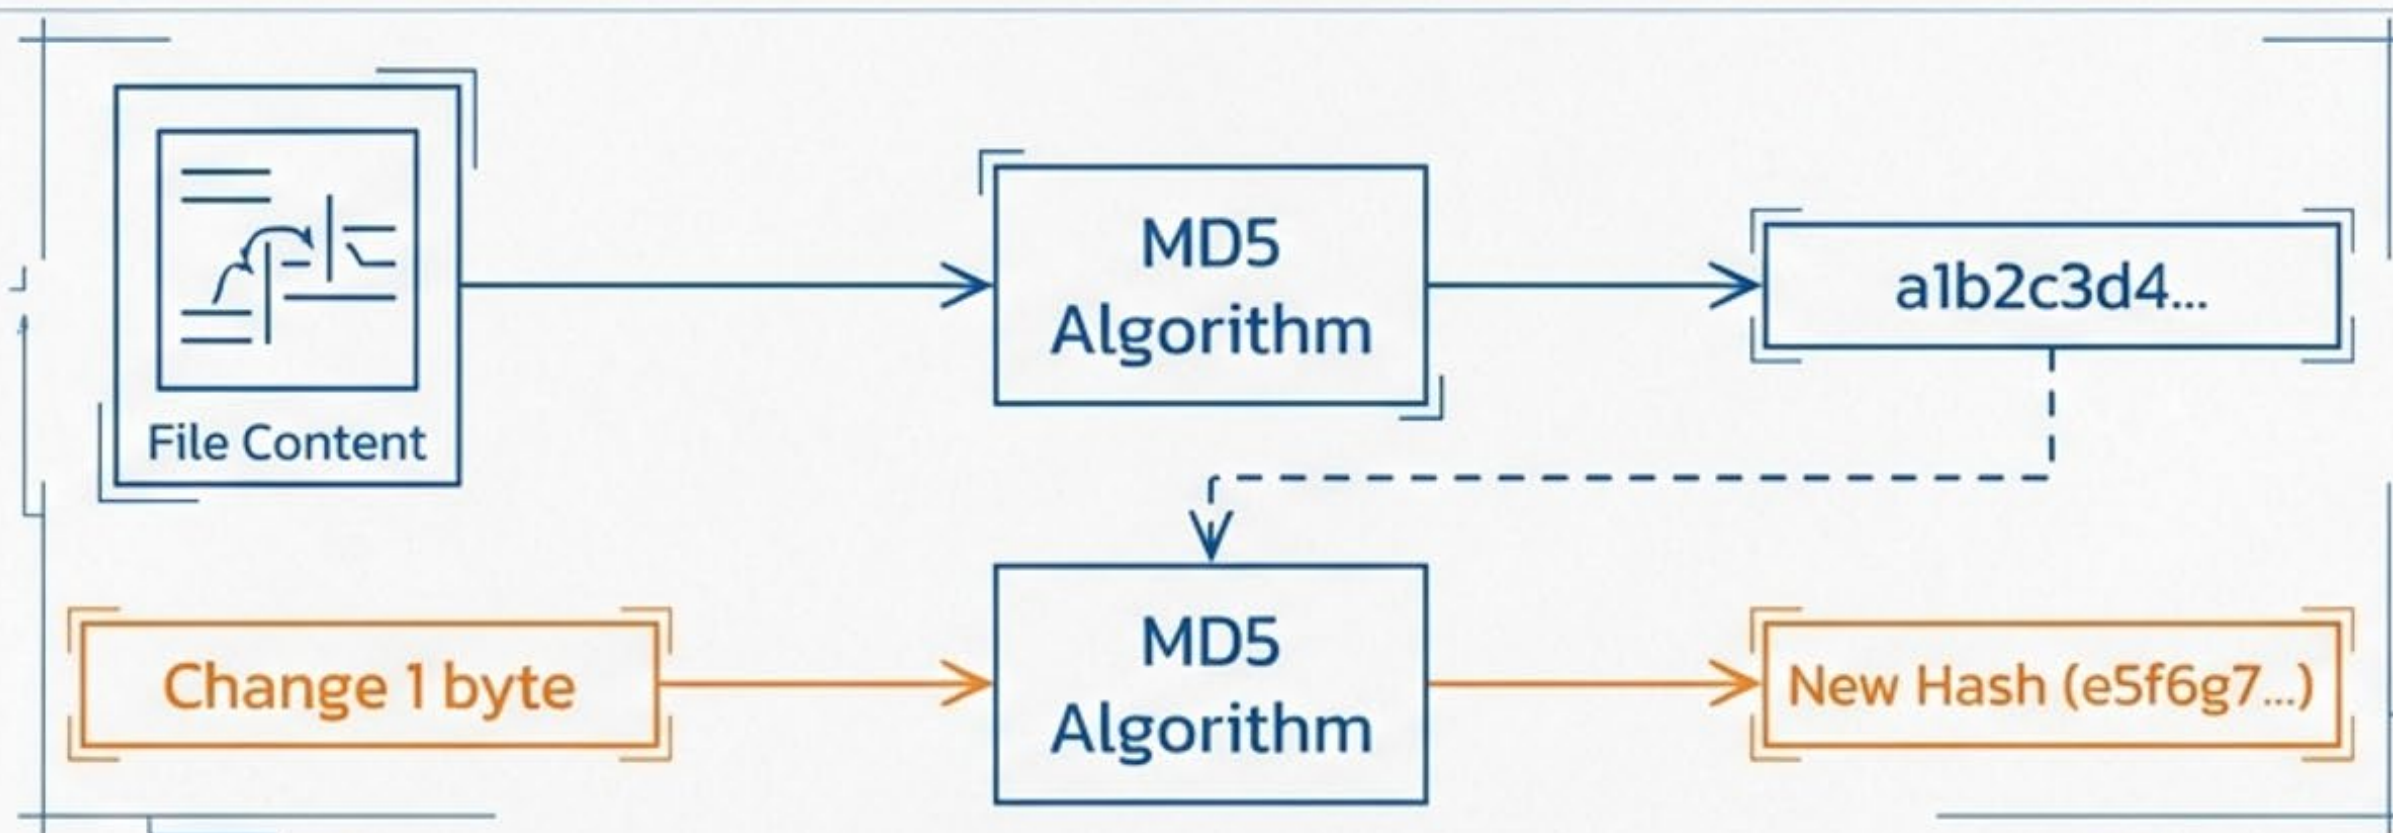 File Content
MD5
Algorithm
a1b2c3d4...
Change 1 byte
MD5
Algorithm
New Hash (e5f6g7...)